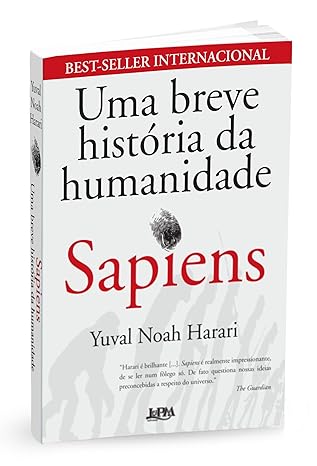 BEST-SELLER INTERNACIONAL
Uma breve
história da
humanidade
Sapiens
Yuval Noah Harari
"Harari é brilhante [...]. Sapiens é realmente impressionante,
de se ler num fôlego só. De fato questiona nossas ideias
preconcebidas a respeito do universo."
The Guardian
L&PM
Yuval
Noah
Harari
Uma breve história da humanidade
Sapiens